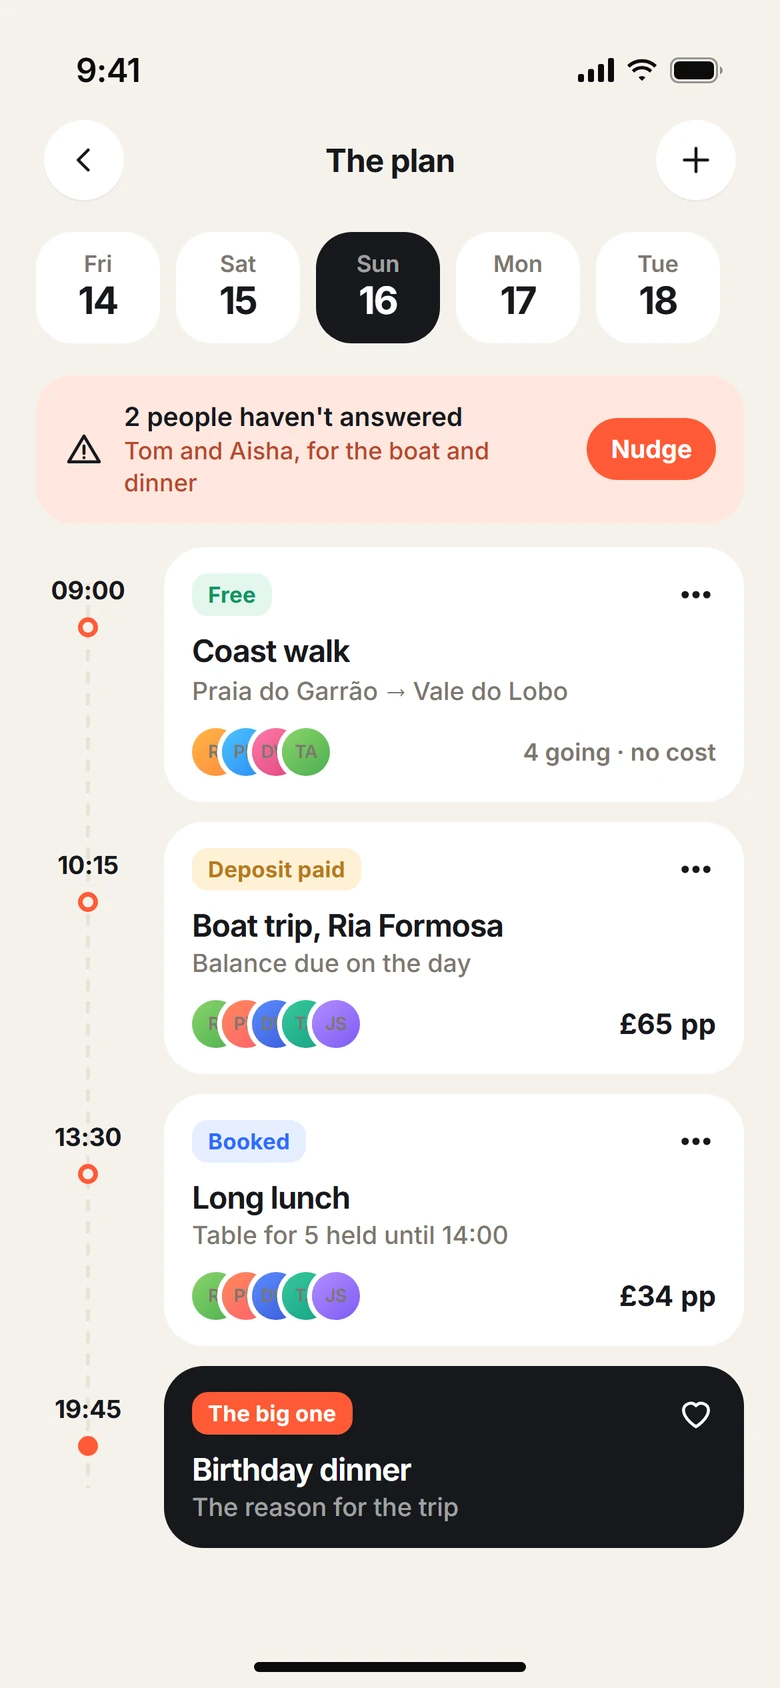 9:41
The plan
Fri
14
Sat
15
Sun
16
Mon
17
Tue
18
2 people haven't answered
Tom and Aisha, for the boat and
dinner
Nudge
09:00
Free
Coast walk
Praia do Garrão → Vale do Lobo
TA
4 going · no cost
10:15
Deposit paid
Boat trip, Ria Formosa
Balance due on the day
JS
£65 pp
13:30
Booked
Long lunch
Table for 5 held until 14:00
JS
£34 pp
19:45
The big one
Birthday dinner
The reason for the trip